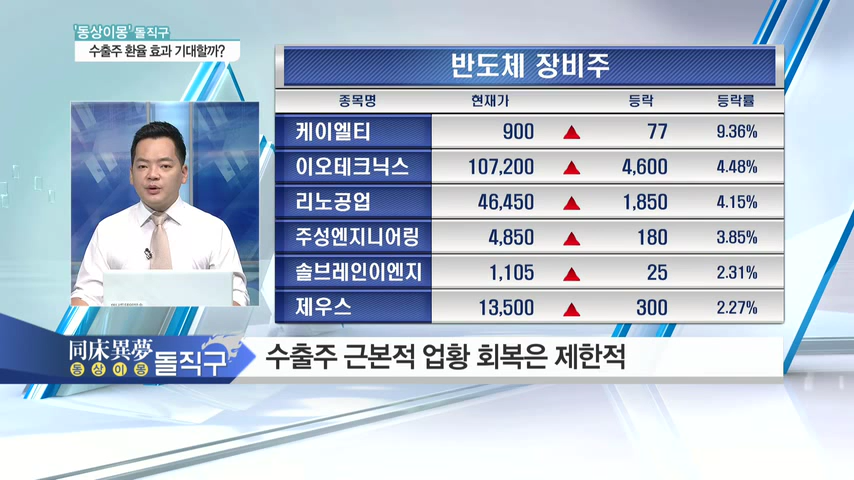 '동상이몽' 돌직구
수출주 환율 효과 기대할까?
반도체 장비주
종목명 현재가 등락 등락률
케이엘티 900 ▲ 77 9.36%
이오테크닉스 107,200 ▲ 4,600 4.48%
리노공업 46,450 ▲ 1,850 4.15%
주성엔지니어링 4,850 ▲ 180 3.85%
솔브레인이엔지 1,105 ▲ 25 2.31%
제우스 13,500 ▲ 300 2.27%
同床異夢
동상이몽
돌직구
수출주 근본적 업황 회복은 제한적